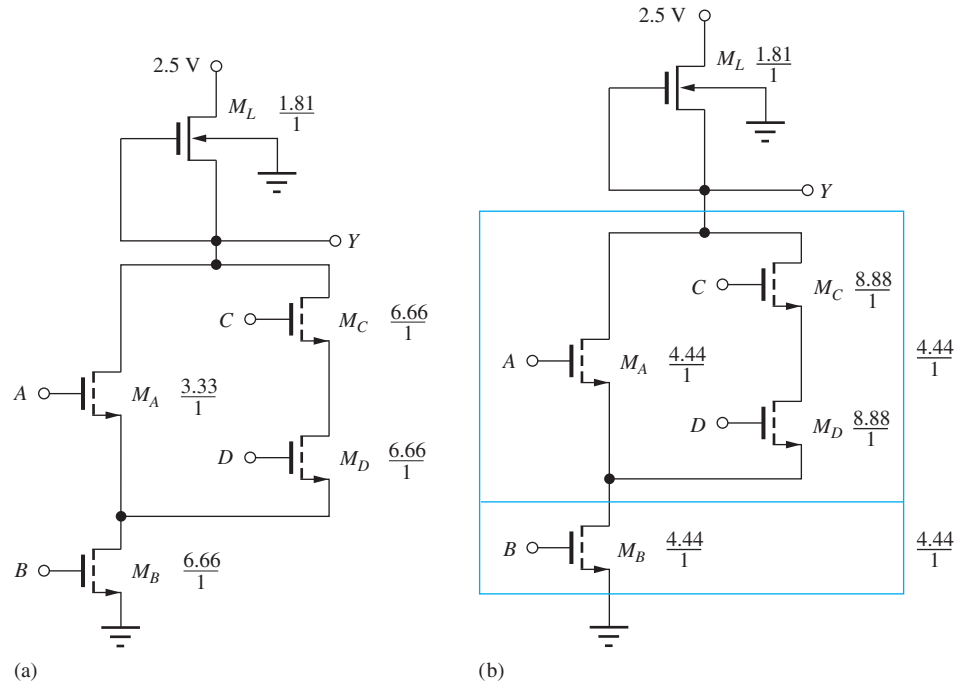 2.5 V
M_L 1.81/1
Y
C
M_C 6.66/1
A
M_A 3.33/1
D
M_D 6.66/1
B
M_B 6.66/1
(a)
2.5 V
M_L 1.81/1
Y
C
M_C 8.88/1
A
M_A 4.44/1
4.44/1
D
M_D 8.88/1
B
M_B 4.44/1
4.44/1
(b)